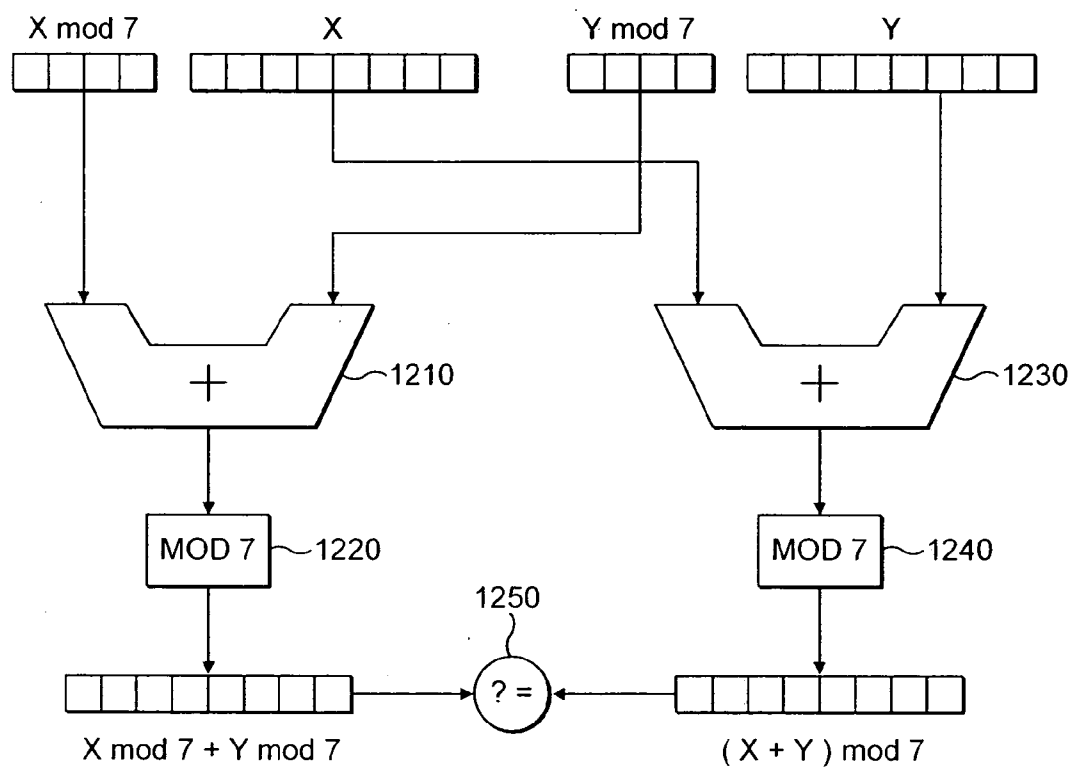 X mod 7 X Y mod 7 Y
+ 1210 + 1230
MOD 7 1220 MOD 7 1240
1250
? =
X mod 7 + Y mod 7 ( X + Y ) mod 7